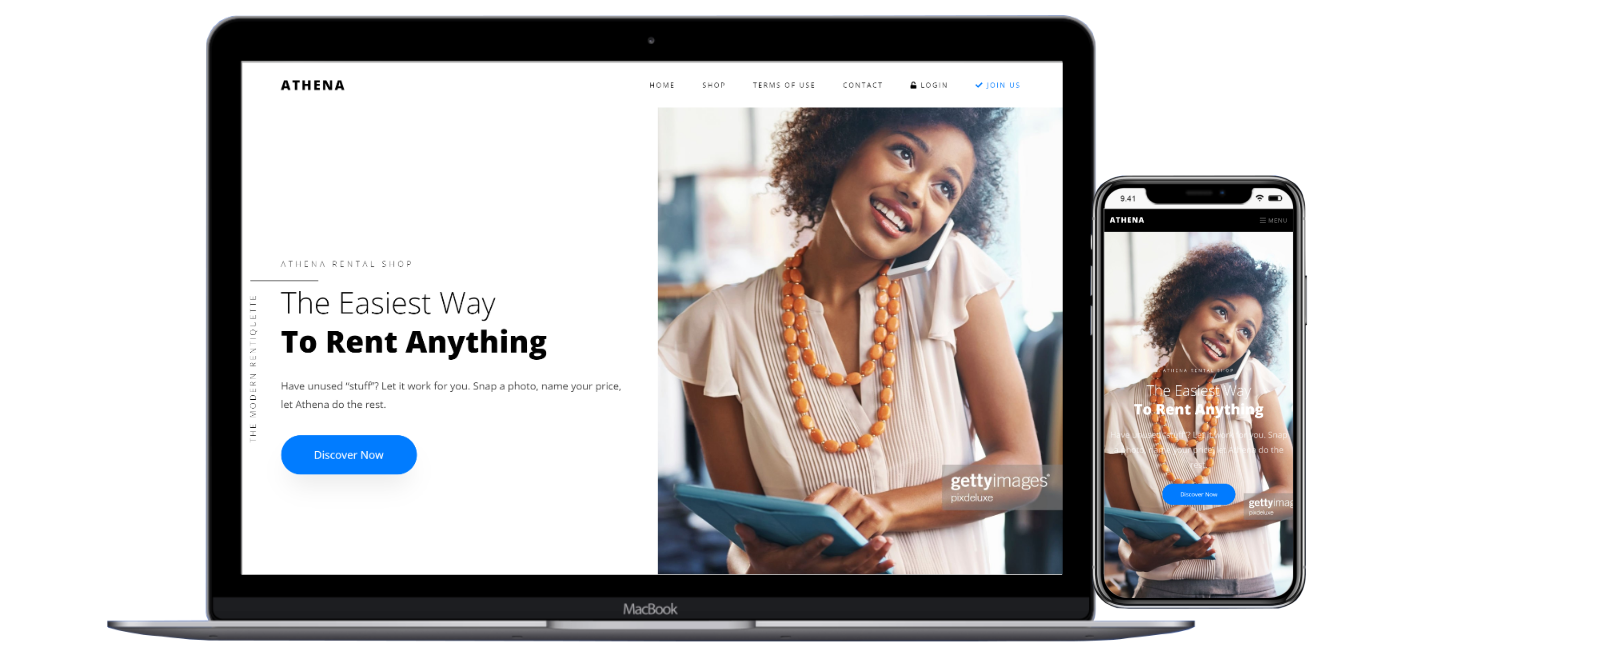 ATHENA
HOME SHOP TERMS OF USE CONTACT LOGIN JOIN US
ATHENA RENTAL SHOP
THE MODERN RENTIQUETTE
The Easiest Way
To Rent Anything
Have unused “stuff”? Let it work for you. Snap a photo, name your price,
let Athena do the rest.
Discover Now
gettyimages®
pixdeluxe
MacBook
9.41
ATHENA MENU
ATHENA RENTAL SHOP
The Easiest Way
To Rent Anything
Have unused “stuff”? Let it work for you. Snap
your price, let Athena do the
Discover Now
gettyimag
pixdeluxe